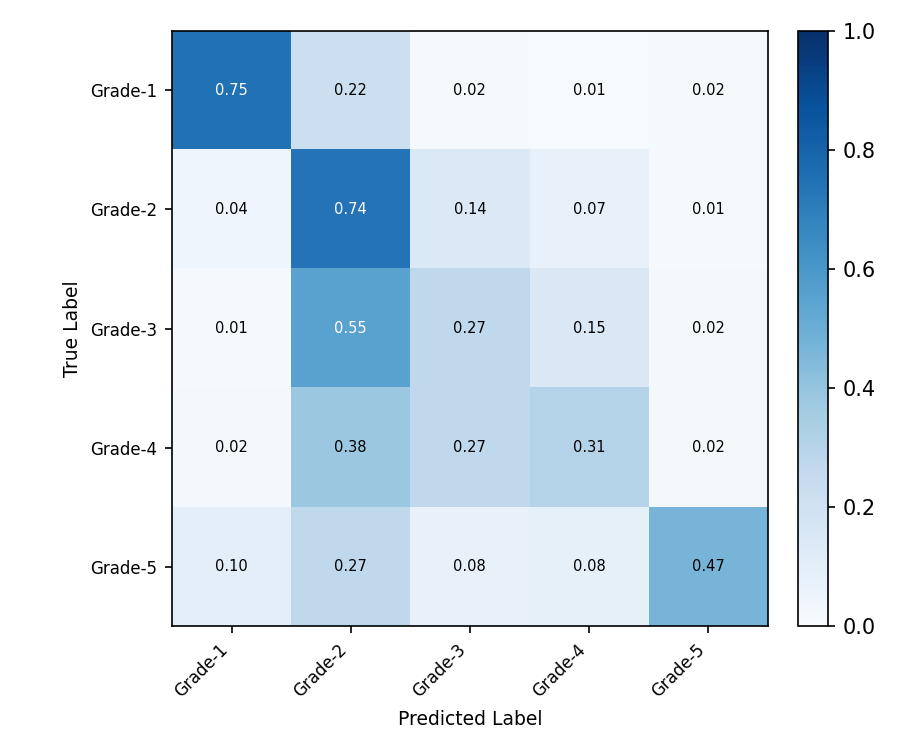 1.0
Grade-1 0.75 0.22 0.02 0.01 0.02
0.8
Grade-2 0.04 0.74 0.14 0.07 0.01
0.6
Grade-3 0.01 0.55 0.27 0.15 0.02
True Label
0.4
Grade-4 0.02 0.38 0.27 0.31 0.02
0.2
Grade-5 0.10 0.27 0.08 0.08 0.47
0.0
Grade-1 Grade-2 Grade-3 Grade-4 Grade-5
Predicted Label